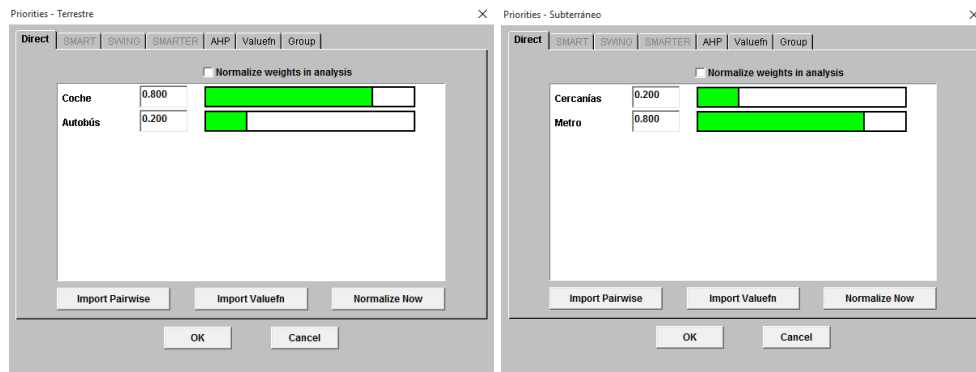 Priorities - Terrestre
Direct SMART SWING SMARTER AHP Valuefn Group
Normalize weights in analysis
Coche 0.800
Autobús 0.200
Import Pairwise Import Valuefn Normalize Now
OK Cancel
Priorities - Subterráneo
Direct SMART SWING SMARTER AHP Valuefn Group
Normalize weights in analysis
Cercanías 0.200
Metro 0.800
Import Pairwise Import Valuefn Normalize Now
OK Cancel